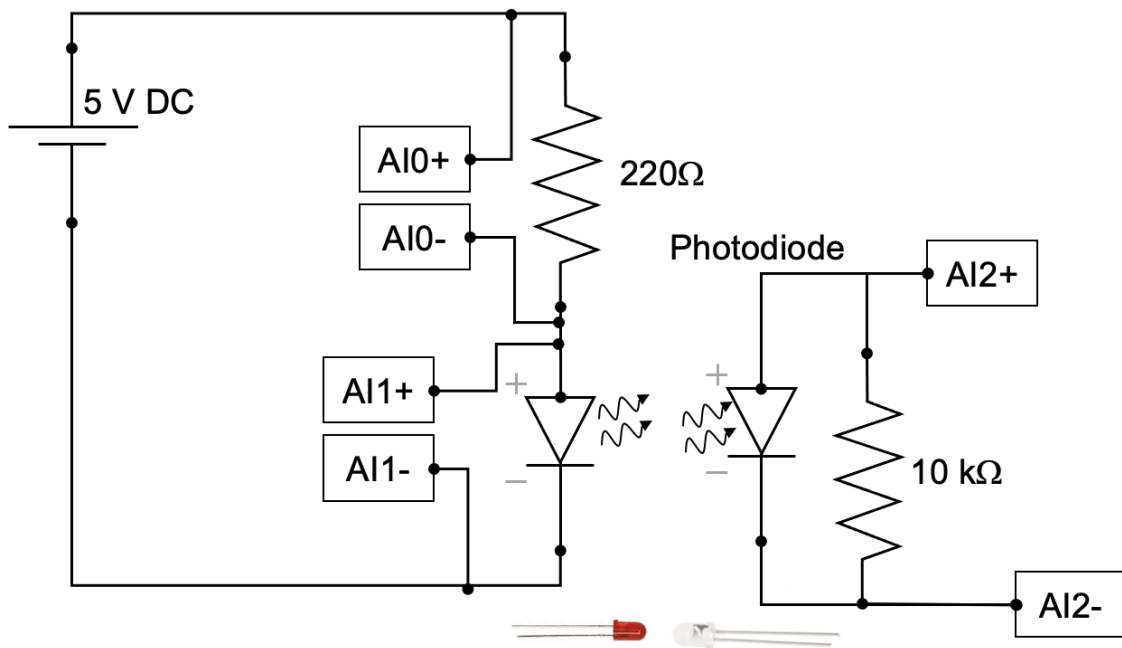 5 V DC
AI0+
220Ω
AI0-
Photodiode
AI2+
AI1+
+
+
AI1-
−
−
10 kΩ
AI2-